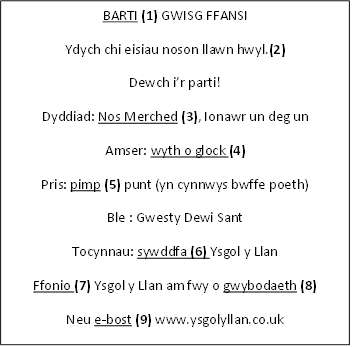 BARTI (1) GWISG FFANSI
Ydych chi eisiau noson llawn hwyl.(2)
Dewch i'r parti!
Dyddiad: Nos Merched (3), Ionawr un deg un
Amser: wyth o glock (4)
Pris: pimp (5) punt (yn cynnwys bwffe poeth)
Ble : Gwesty Dewi Sant
Tocynnau: sywddfa (6) Ysgol y Llan
Ffonio (7) Ysgol y Llan am fwy o gwybodaeth (8)
Neu e-bost (9) www.ysgolyllan.co.uk